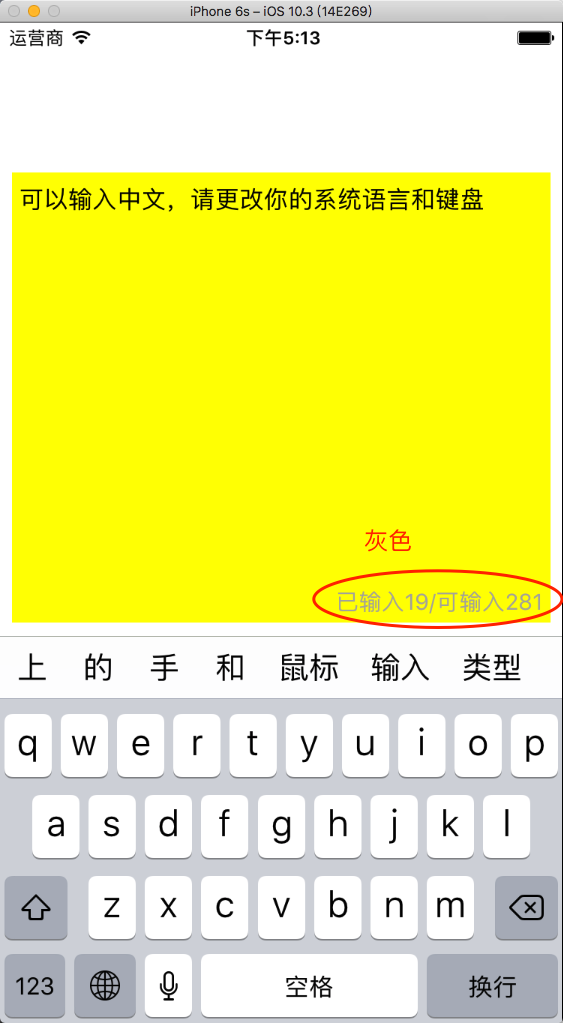 iPhone 6s – iOS 10.3 (14E269)
运营商 下午5:13
可以输入中文，请更改你的系统语言和键盘
灰色
已输入19/可输入281
上 的 手 和 鼠标 输入 类型
q w e r t y u i o p
a s d f g h j k l
z x c v b n m
123 空格 换行